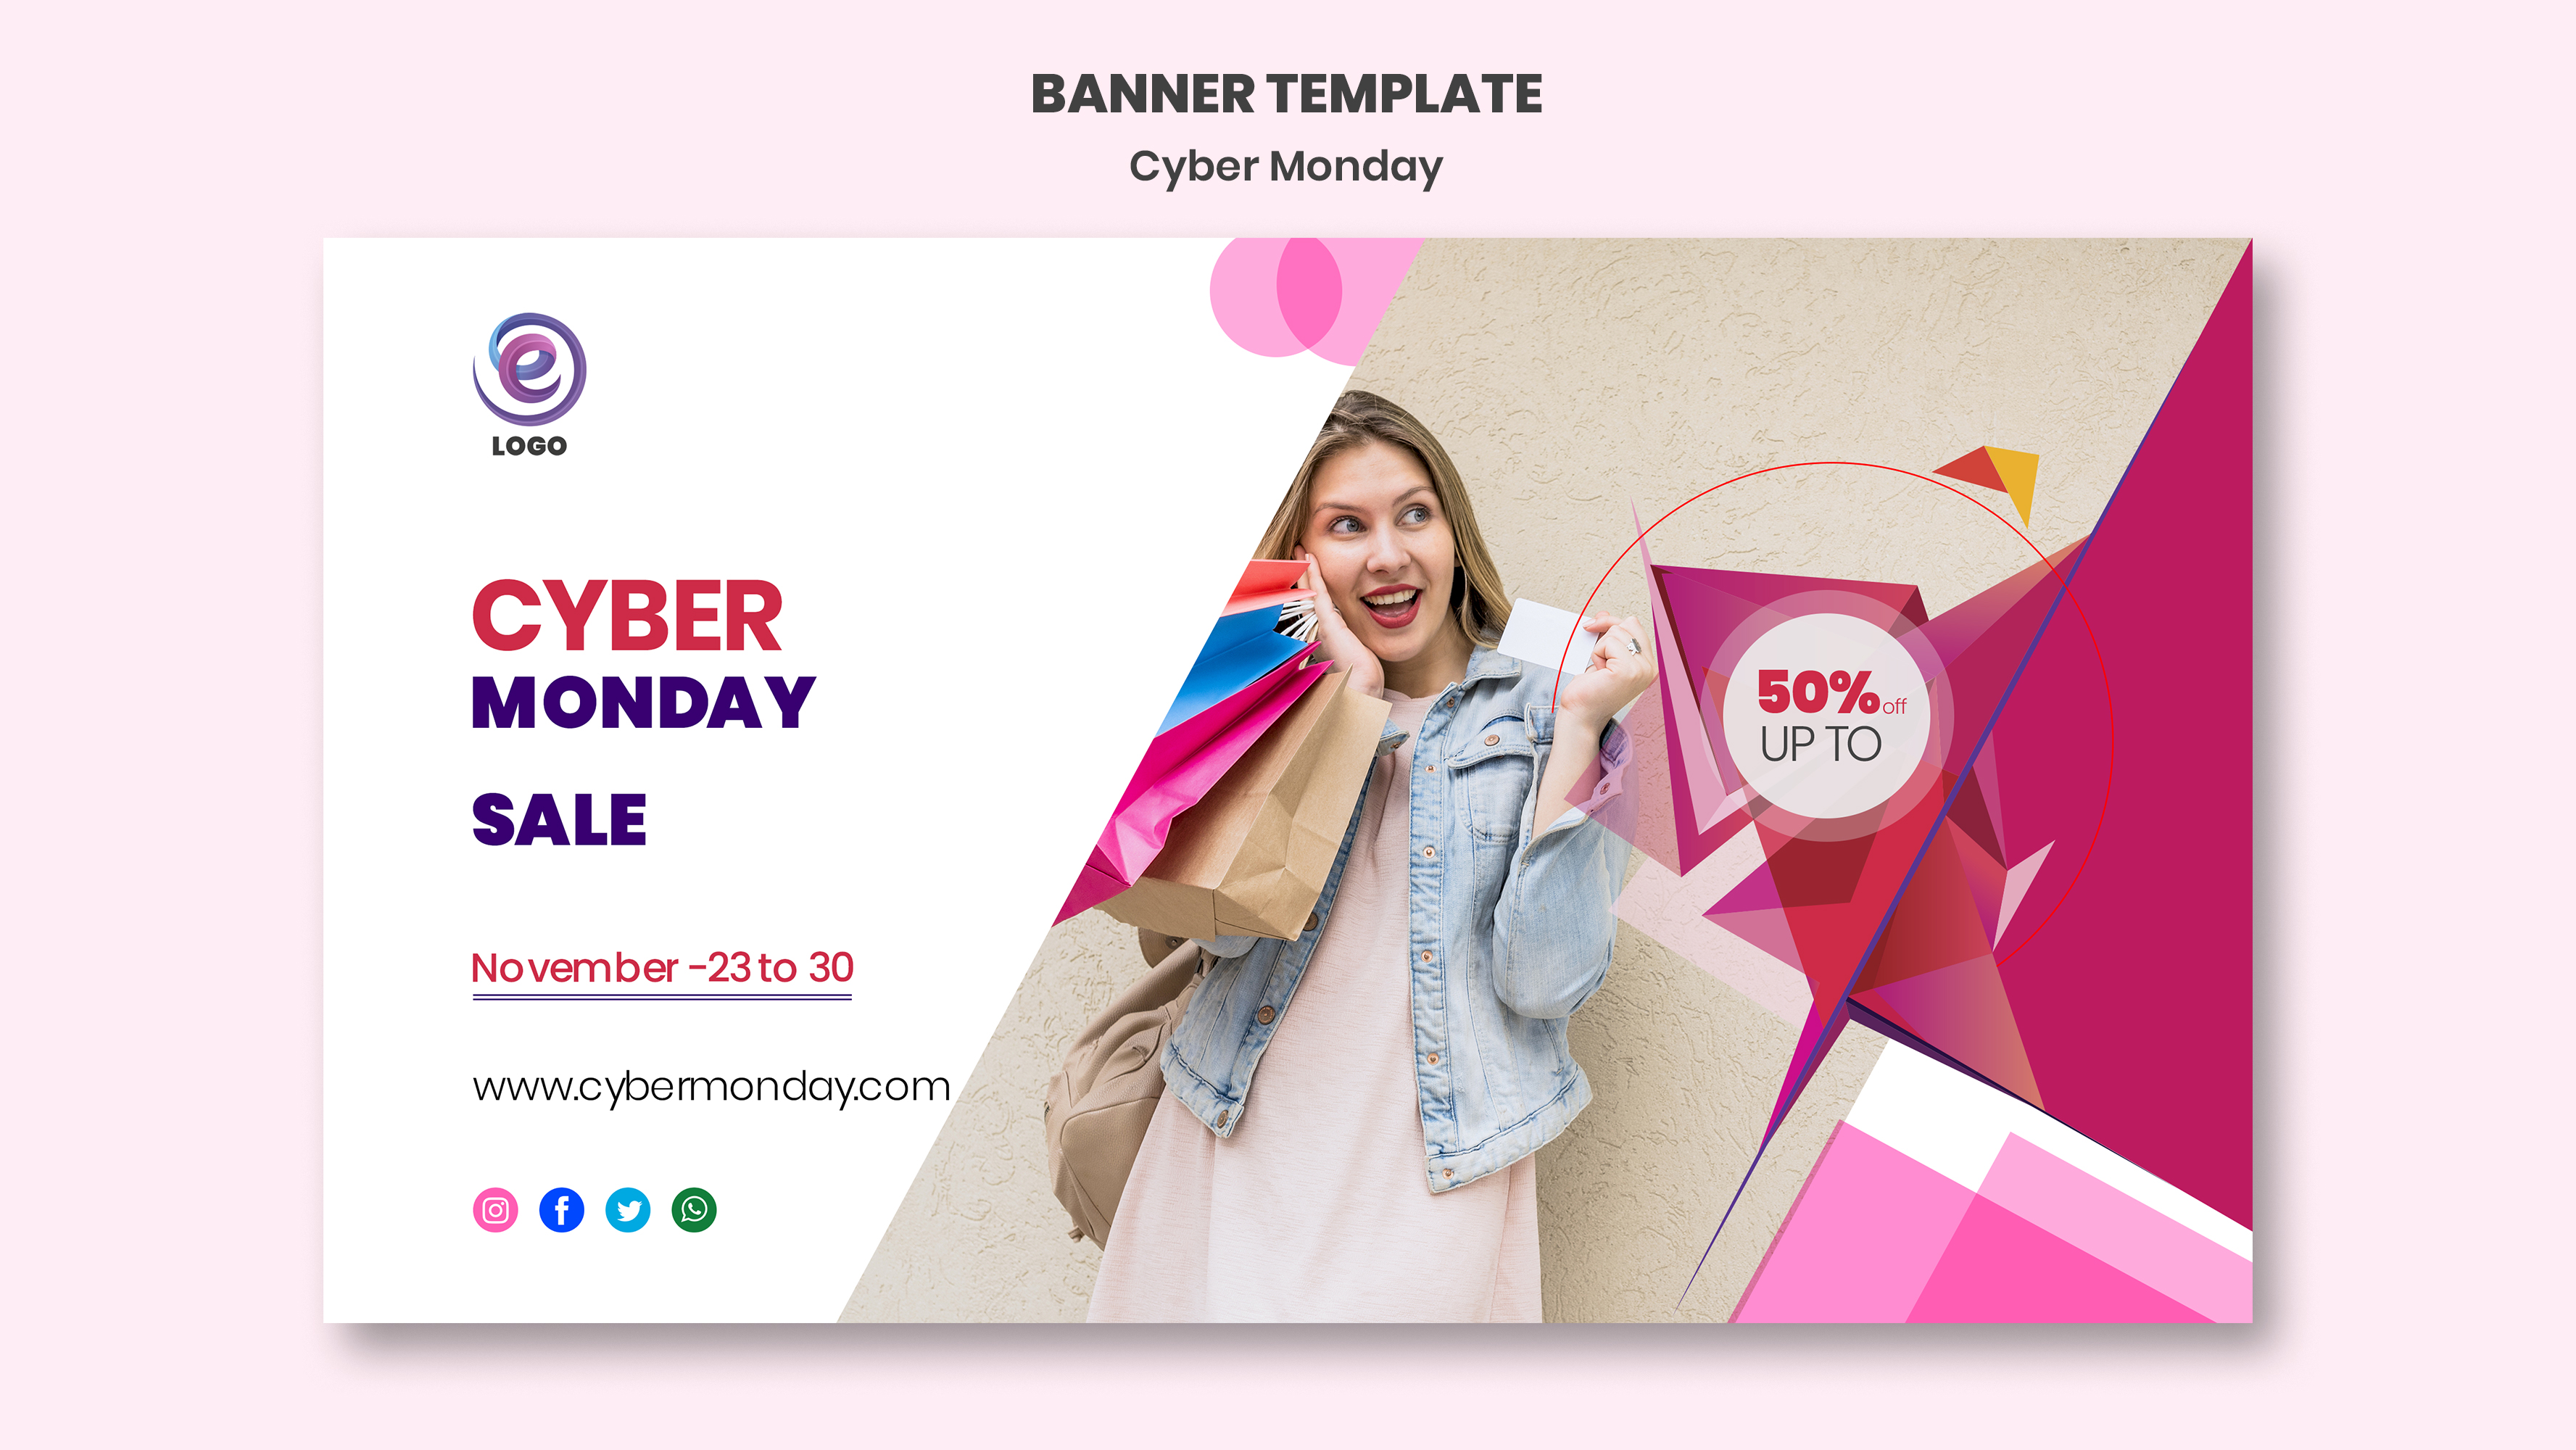 BANNER TEMPLATE
Cyber Monday
LOGO
CYBER
MONDAY
SALE
November -23 to 30
www.cybermonday.com
50% off
UP TO